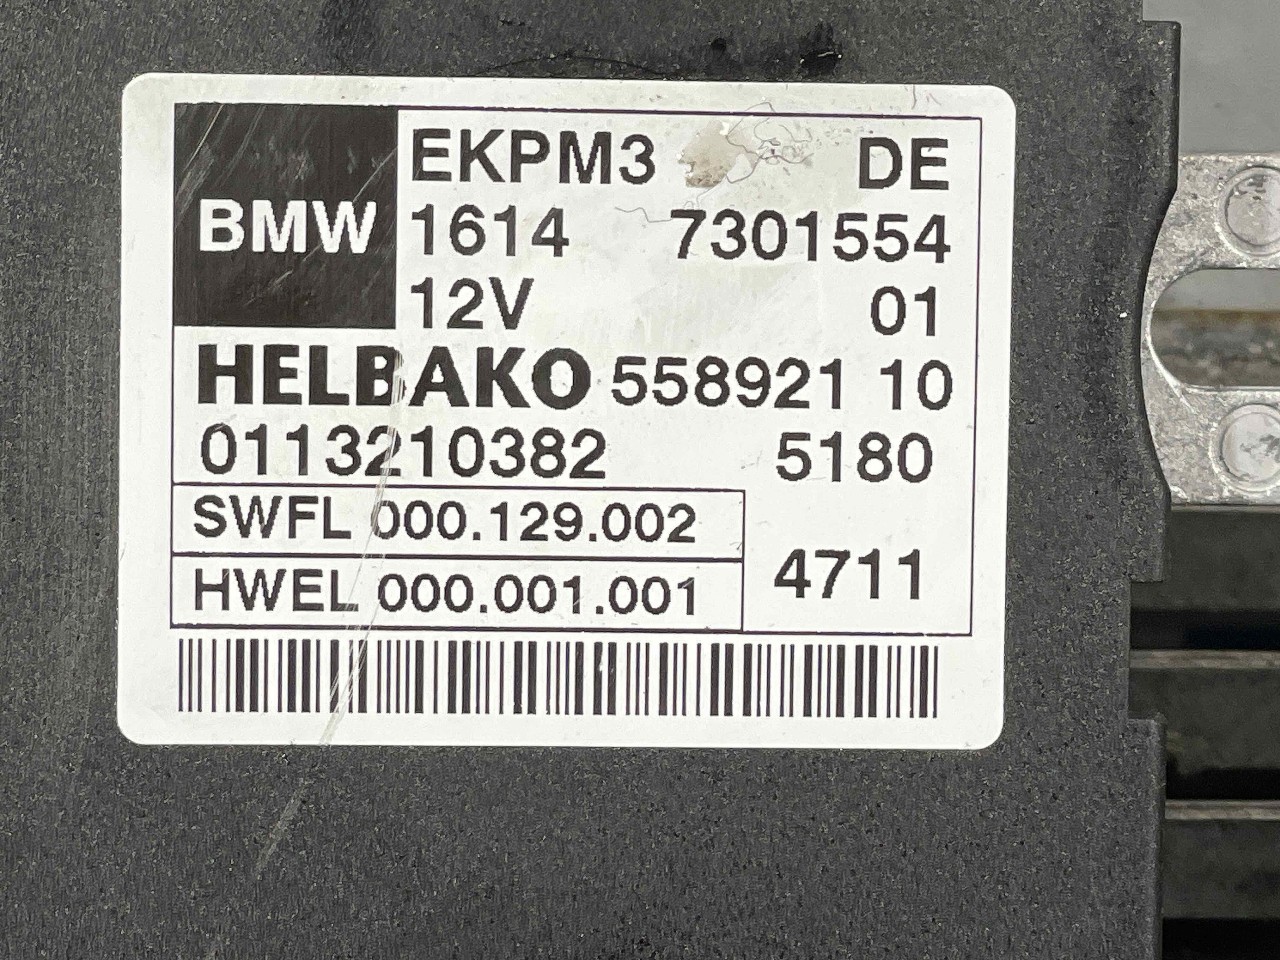 EKPM3 DE
BMW 1614 7301554
12V 01
HELBAKO 558921 10
0113210382 5180
SWFL 000.129.002
4711
HWEL 000.001.001